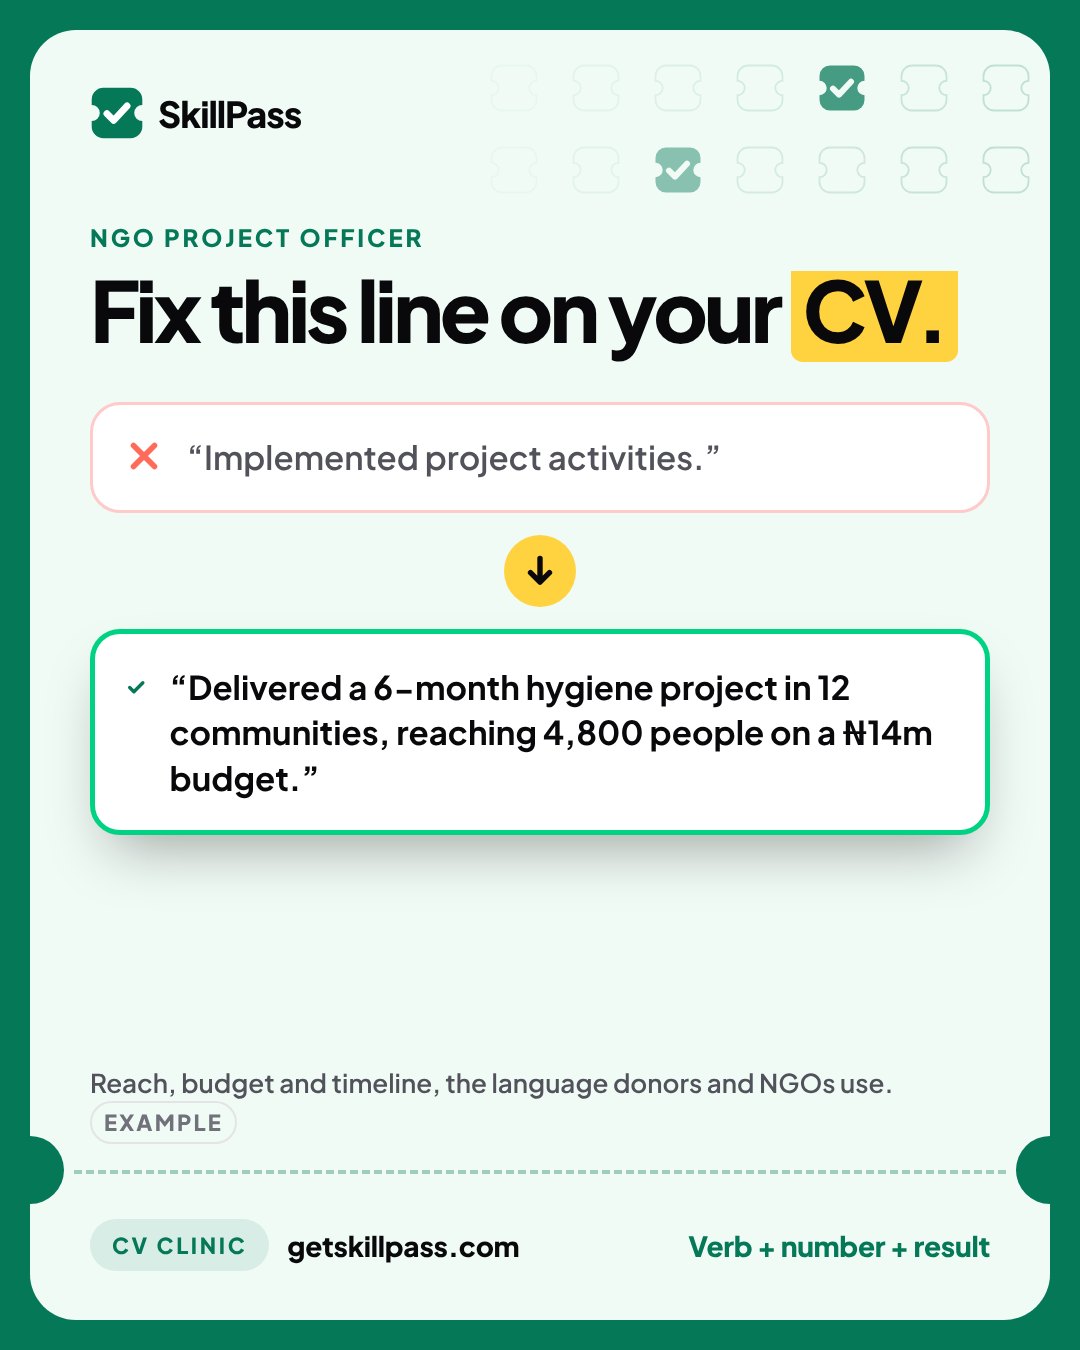 SkillPass
NGO PROJECT OFFICER
Fix this line on your CV.
“Implemented project activities.”
“Delivered a 6–month hygiene project in 12
communities, reaching 4,800 people on a ₦14m
budget.”
Reach, budget and timeline, the language donors and NGOs use.
EXAMPLE
CV CLINIC getskillpass.com Verb + number + result